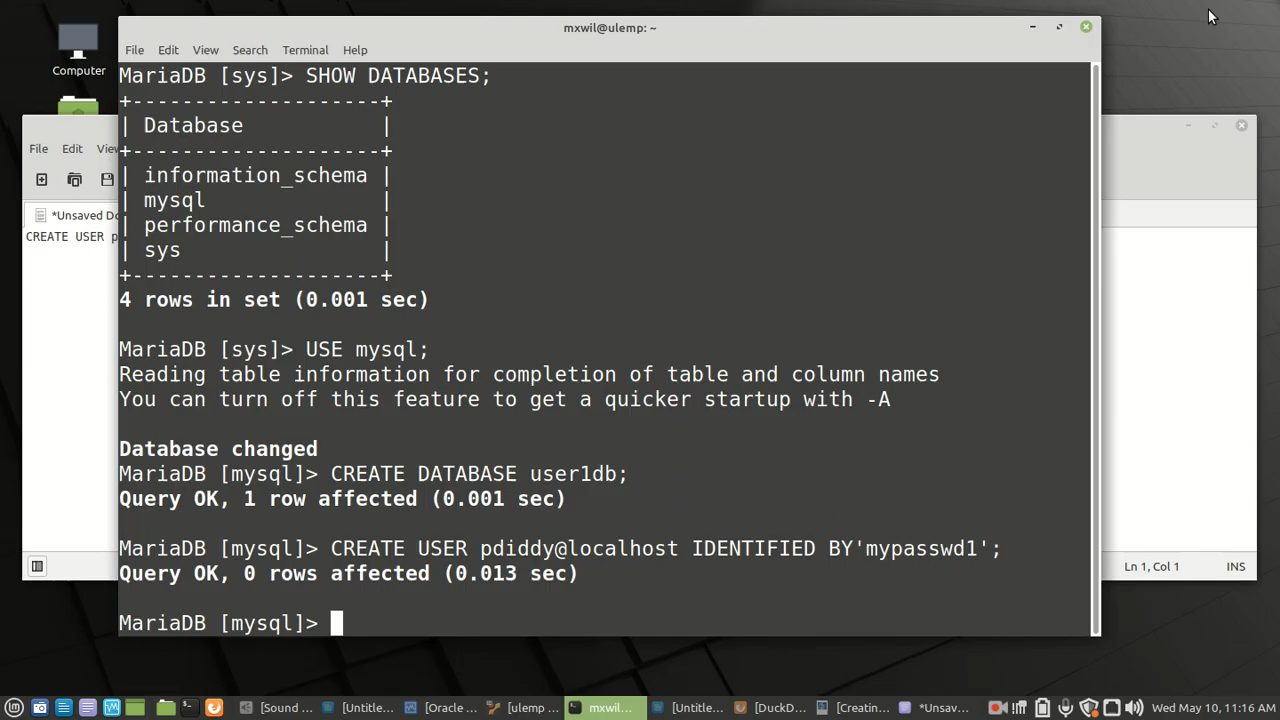 mxwil@ulemp: ~
Computer
File Edit View Search Terminal Help
MariaDB [sys]> SHOW DATABASES;
+--------------------+
| Database           |
+--------------------+
| information_schema |
| mysql              |
| performance_schema |
| sys                |
+--------------------+
4 rows in set (0.001 sec)
MariaDB [sys]> USE mysql;
Reading table information for completion of table and column names
You can turn off this feature to get a quicker startup with -A
Database changed
MariaDB [mysql]> CREATE DATABASE user1db;
Query OK, 1 row affected (0.001 sec)
MariaDB [mysql]> CREATE USER pdiddy@localhost IDENTIFIED BY'mypasswd1';
Query OK, 0 rows affected (0.013 sec)
MariaDB [mysql]>
File Edit Vie
*Unsaved Do
CREATE USER p
Ln 1, Col 1 INS
[Sound ... [Untitle... [Oracle ... [ulemp ... mxwil... [Untitle... [DuckD... [Creatin... *Unsav... Wed May 10, 11:16 AM